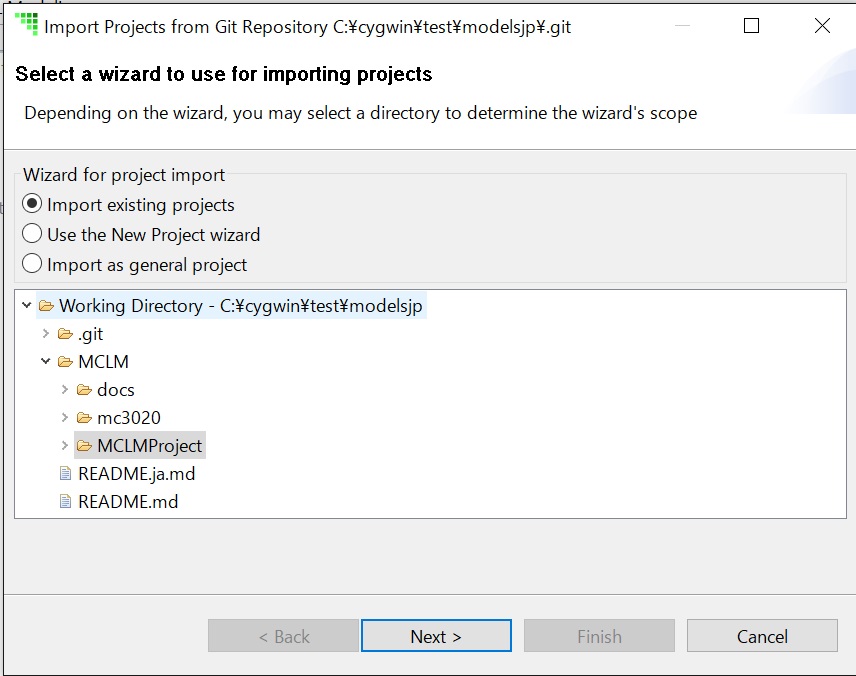 Import Projects from Git Repository C:¥cygwin¥test¥modelsjp¥.git
Select a wizard to use for importing projects
Depending on the wizard, you may select a directory to determine the wizard's scope
Wizard for project import
Import existing projects
Use the New Project wizard
Import as general project
Working Directory - C:¥cygwin¥test¥modelsjp
.git
MCLM
docs
mc3020
MCLMProject
README.ja.md
README.md
< Back
Next >
Finish
Cancel